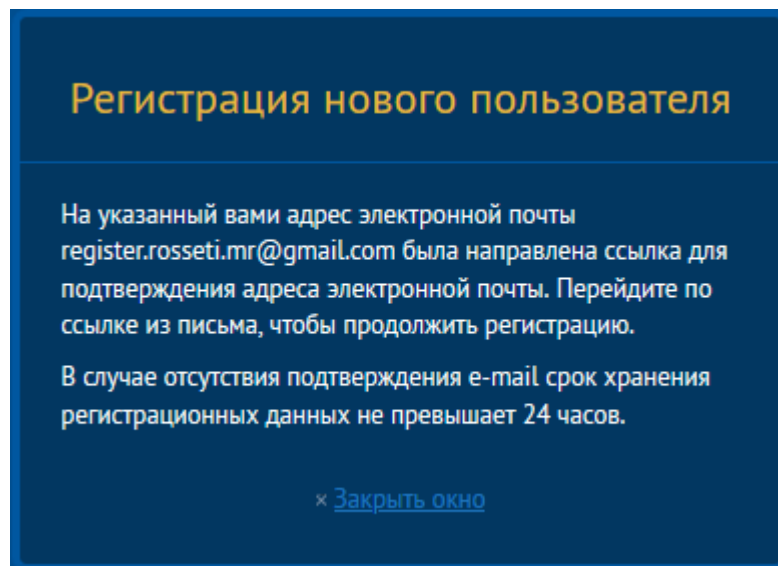 Регистрация нового пользователя
На указанный вами адрес электронной почты
register.rosseti.mr@gmail.com была направлена ссылка для
подтверждения адреса электронной почты. Перейдите по
ссылке из письма, чтобы продолжить регистрацию.
В случае отсутствия подтверждения e-mail срок хранения
регистрационных данных не превышает 24 часов.
× Закрыть окно